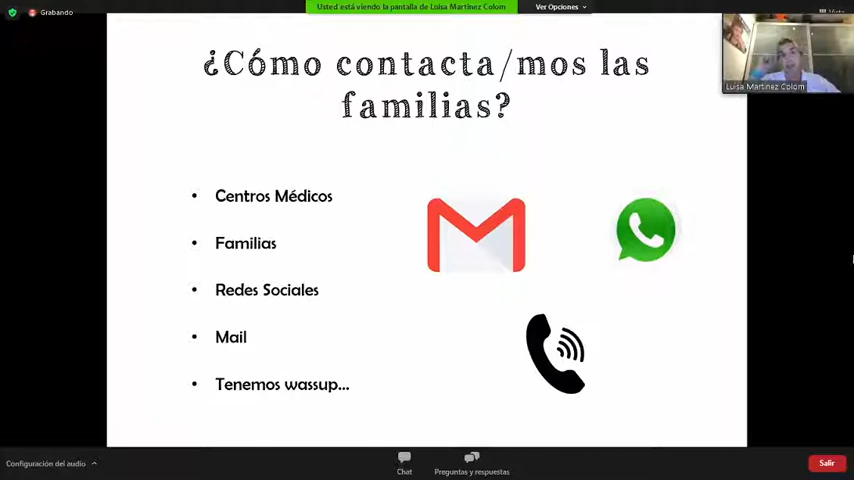 Grabando
Usted está viendo la pantalla de Luisa Martínez Colom
Ver Opciones
¿Cómo contacta/mos las
familias?
Luisa Martínez Colom
• Centros Médicos
• Familias
• Redes Sociales
• Mail
• Tenemos wassup...
Configuración del audio
Chat
Preguntas y respuestas
Salir